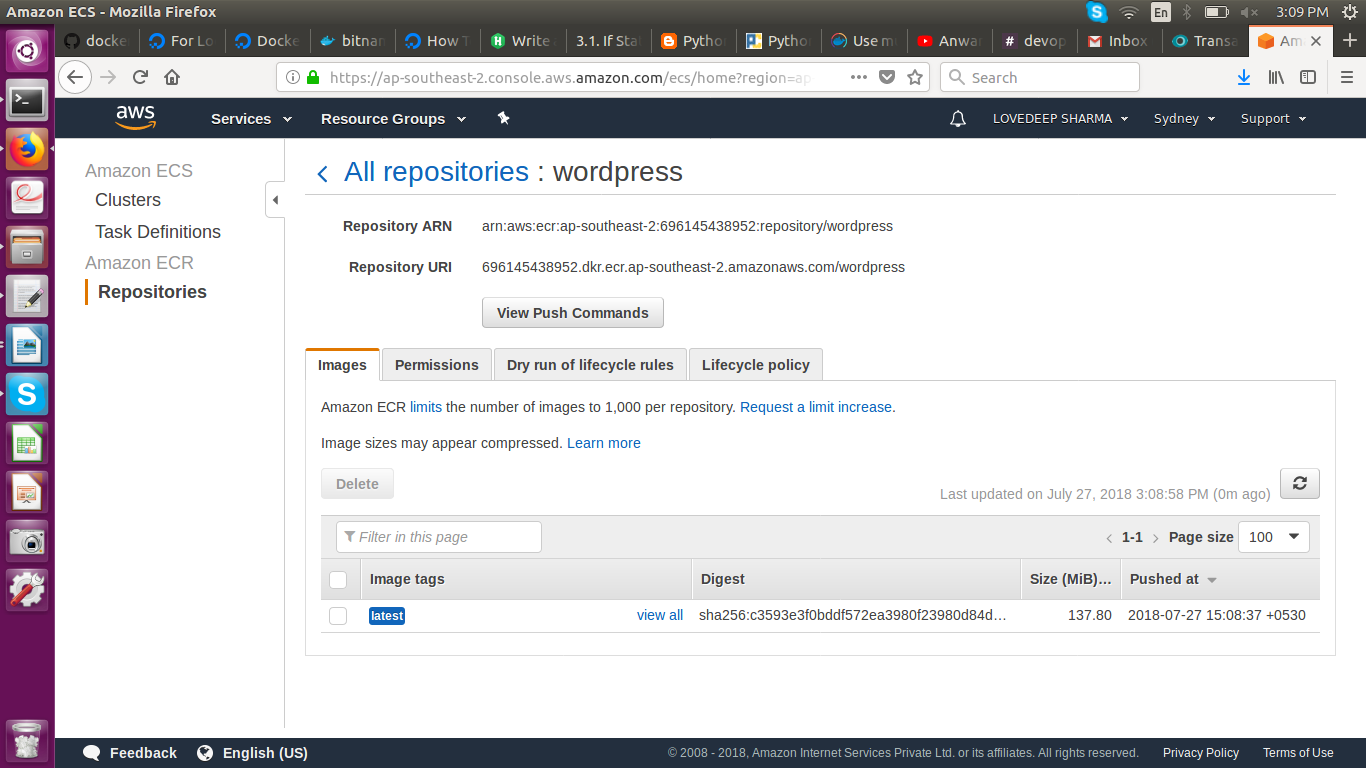 Amazon ECS - Mozilla Firefox
En
3:09 PM
docke
For Lo
Docke
bitnan
How T
Write
3.1. If Sta
Pythor
Pytho
Use m
Anwa
devop
Inbox
Transa
Am
https://ap-southeast-2.console.aws.amazon.com/ecs/home?region=ap
Search
aws
Services
Resource Groups
LOVEDEEP SHARMA
Sydney
Support
Amazon ECS
Clusters
Task Definitions
Amazon ECR
Repositories
All repositories : wordpress
Repository ARN arn:aws:ecr:ap-southeast-2:696145438952:repository/wordpress
Repository URI 696145438952.dkr.ecr.ap-southeast-2.amazonaws.com/wordpress
View Push Commands
Images
Permissions
Dry run of lifecycle rules
Lifecycle policy
Amazon ECR limits the number of images to 1,000 per repository. Request a limit increase.
Image sizes may appear compressed. Learn more
Delete
Last updated on July 27, 2018 3:08:58 PM (0m ago)
Filter in this page
1-1 Page size 100
Image tags Digest Size (MiB)... Pushed at
latest view all sha256:c3593e3f0bddf572ea3980f23980d84d... 137.80 2018-07-27 15:08:37 +0530
Feedback
English (US)
© 2008 - 2018, Amazon Internet Services Private Ltd. or its affiliates. All rights reserved.
Privacy Policy
Terms of Use